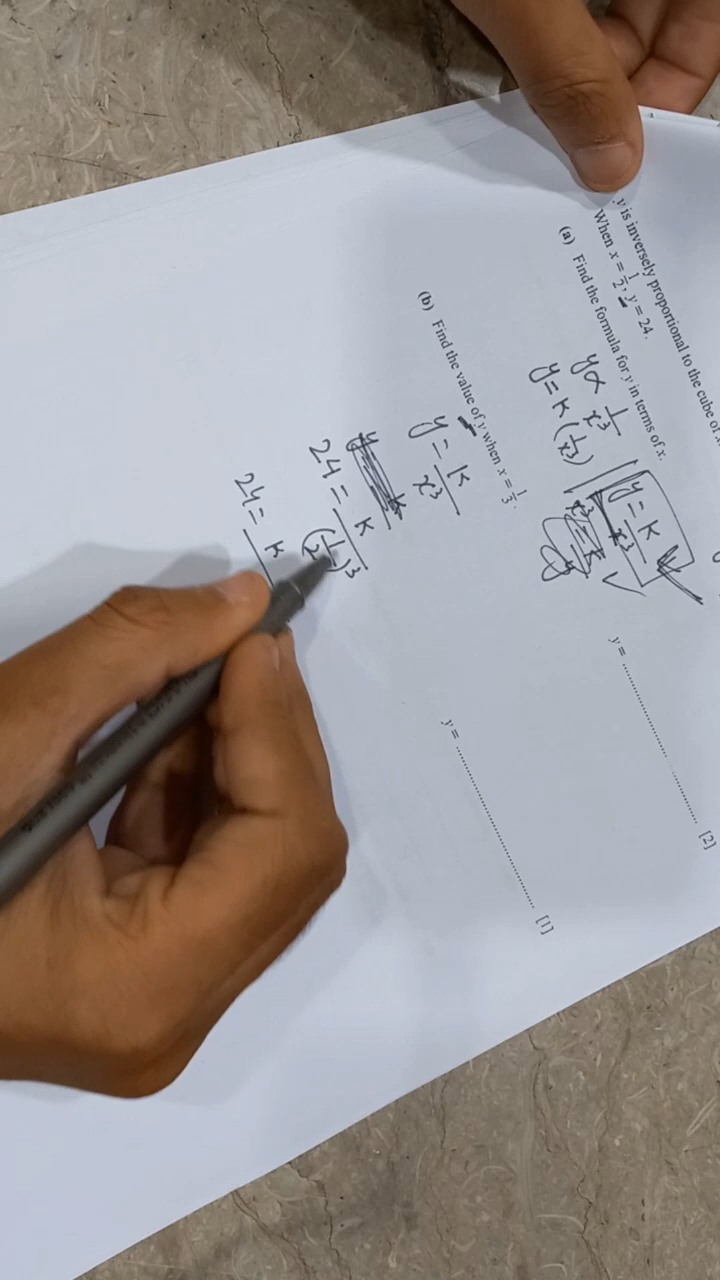 y is inversely proportional to the cube of
When x = 1/2, y = 24.
(a) Find the formula for y in terms of x.
y ∝ 1/x³
y = k (1/x³)
y = k/x³
y = .................... [2]
(b) Find the value of y when x = 1/3.
y = k/x³
24 = k/(1/2)³
24 = k
y = .................... [1]